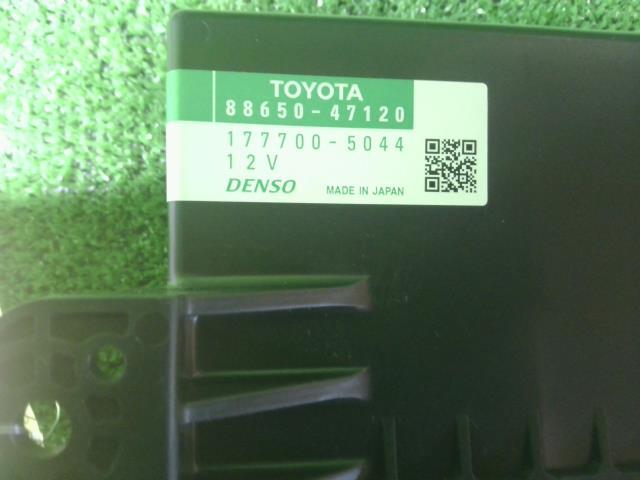 TOYOTA
88650-47120
177700-5044
12V
DENSO MADE IN JAPAN